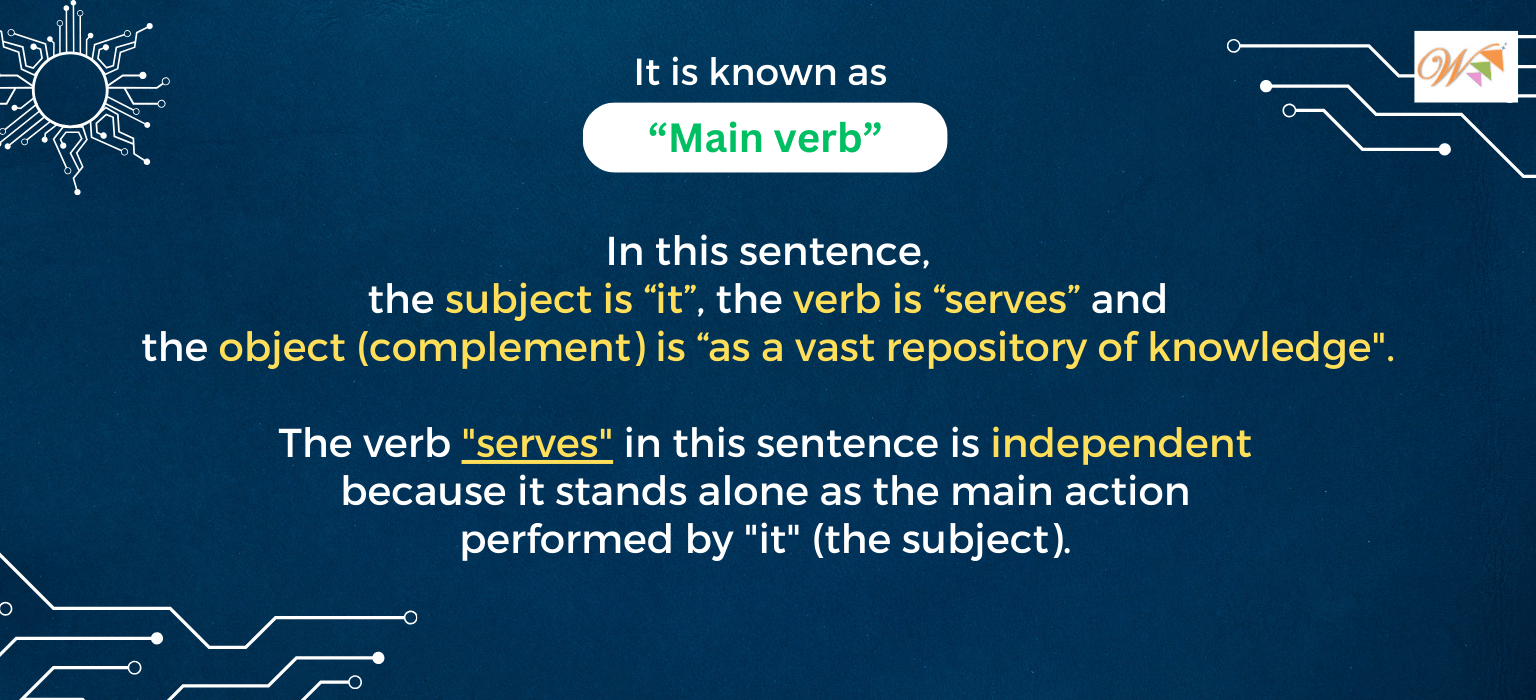 It is known as
“Main verb”
In this sentence,
the subject is “it”, the verb is “serves” and
the object (complement) is “as a vast repository of knowledge".
The verb "serves" in this sentence is independent
because it stands alone as the main action
performed by "it" (the subject).
W